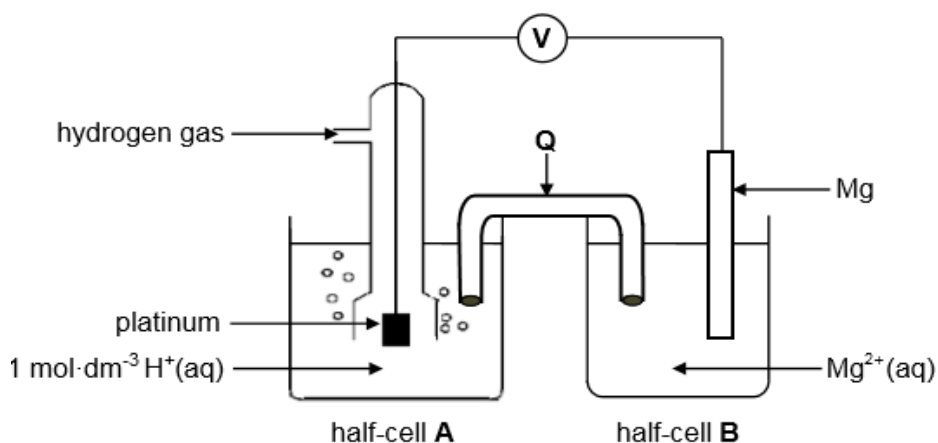 V
hydrogen gas
Q
Mg
platinum
1 mol·dm⁻³ H⁺(aq)
Mg²⁺(aq)
half-cell A
half-cell B